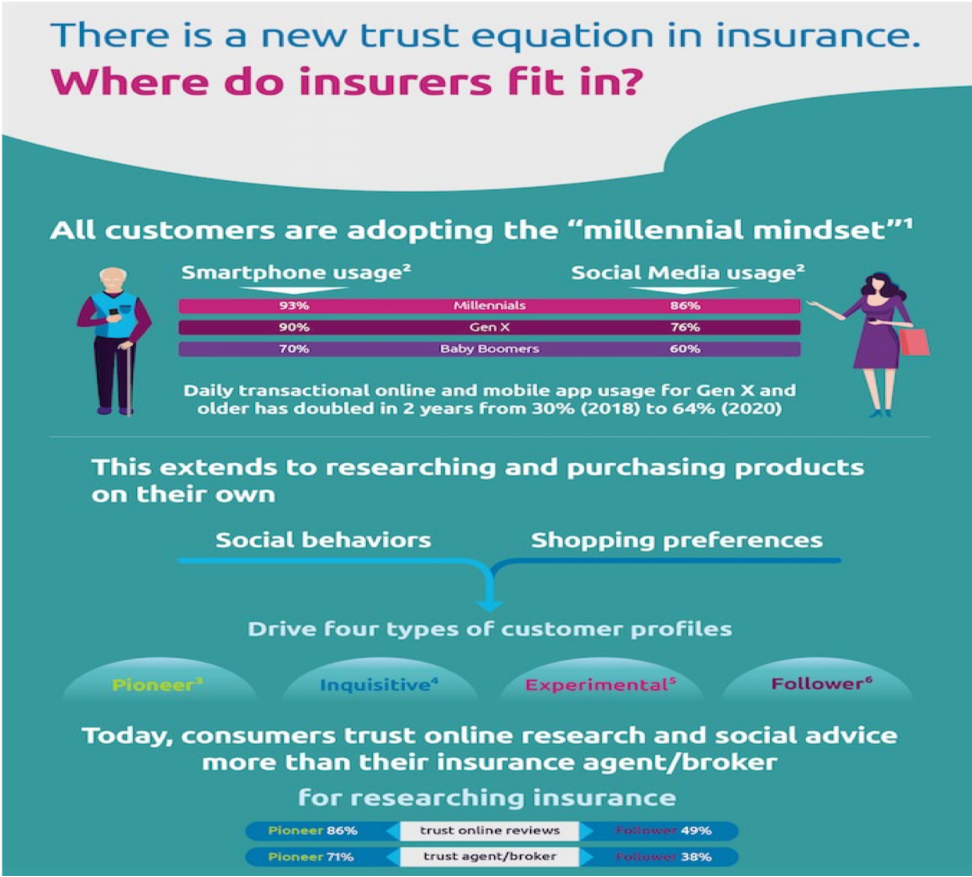 There is a new trust equation in insurance.
Where do insurers fit in?
All customers are adopting the “millennial mindset”¹
Smartphone usage² Social Media usage²
93% Millennials 86%
90% Gen X 76%
70% Baby Boomers 60%
Daily transactional online and mobile app usage for Gen X and
older has doubled in 2 years from 30% (2018) to 64% (2020)
This extends to researching and purchasing products
on their own
Social behaviors Shopping preferences
Drive four types of customer profiles
Pioneer³ Inquisitive⁴ Experimental⁵ Follower⁶
Today, consumers trust online research and social advice
more than their insurance agent/broker
for researching insurance
Pioneer 86% trust online reviews Follower 49%
Pioneer 71% trust agent/broker Follower 38%